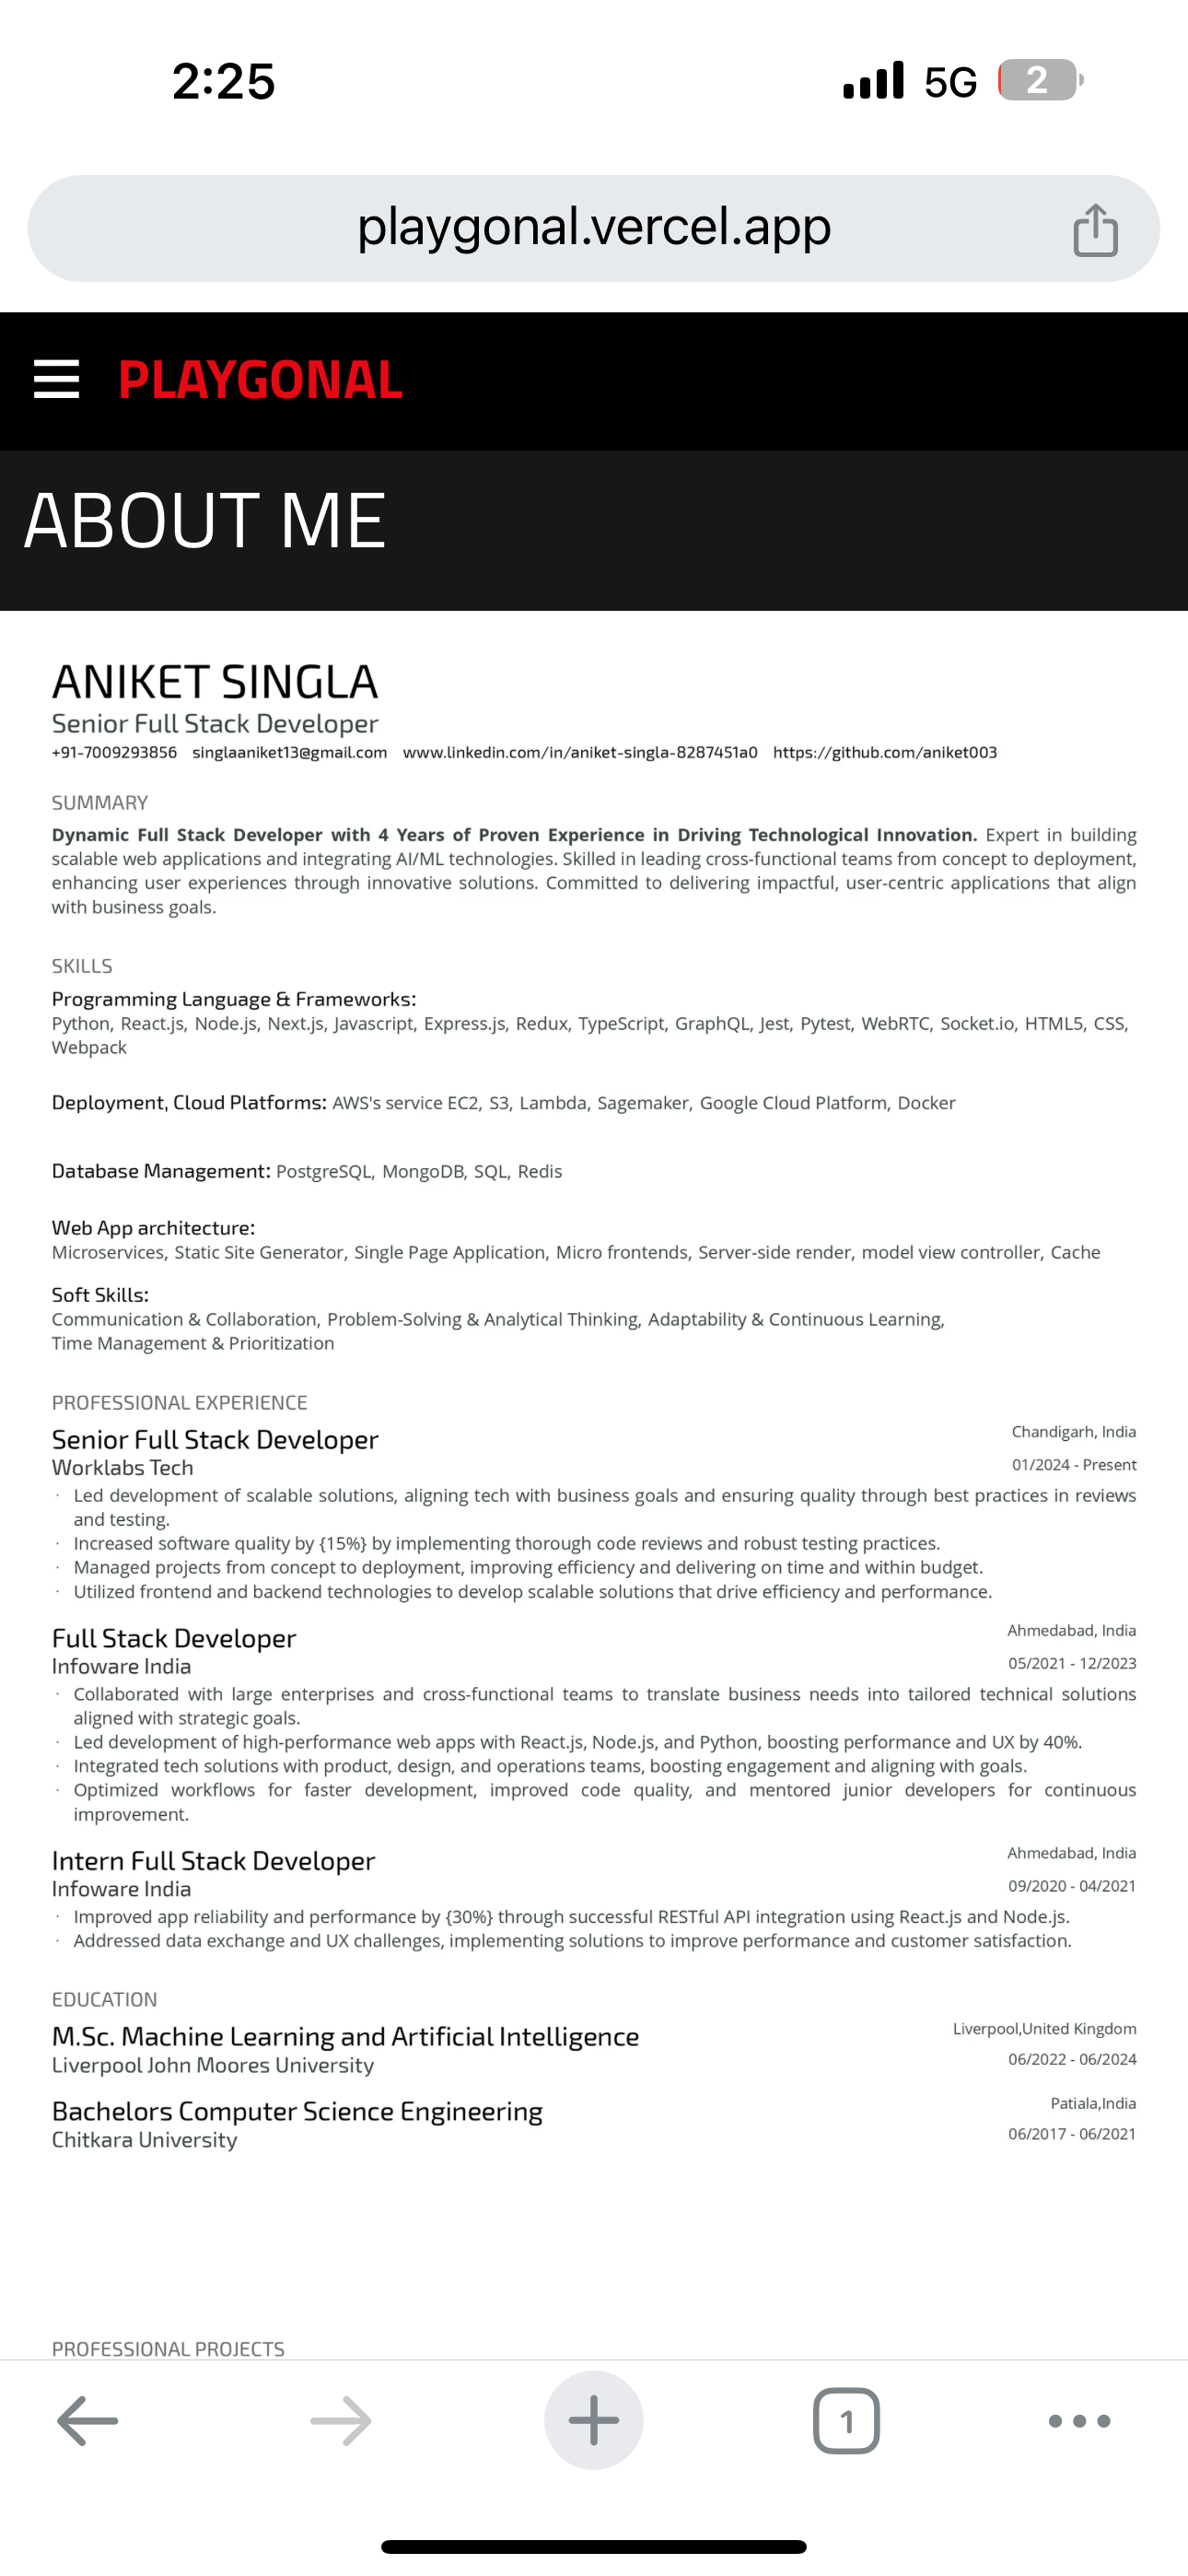 2:25
5G
2
playgonal.vercel.app
PLAYGONAL
ABOUT ME
ANIKET SINGLA
Senior Full Stack Developer
+91-7009293856 singlaaniket13@gmail.com www.linkedin.com/in/aniket-singla-8287451a0 https://github.com/aniket003
SUMMARY
Dynamic Full Stack Developer with 4 Years of Proven Experience in Driving Technological Innovation. Expert in building
scalable web applications and integrating AI/ML technologies. Skilled in leading cross-functional teams from concept to deployment,
enhancing user experiences through innovative solutions. Committed to delivering impactful, user-centric applications that align
with business goals.
SKILLS
Programming Language & Frameworks:
Python, React.js, Node.js, Next.js, Javascript, Express.js, Redux, TypeScript, GraphQL, Jest, Pytest, WebRTC, Socket.io, HTML5, CSS,
Webpack
Deployment, Cloud Platforms: AWS's service EC2, S3, Lambda, Sagemaker, Google Cloud Platform, Docker
Database Management: PostgreSQL, MongoDB, SQL, Redis
Web App architecture:
Microservices, Static Site Generator, Single Page Application, Micro frontends, Server-side render, model view controller, Cache
Soft Skills:
Communication & Collaboration, Problem-Solving & Analytical Thinking, Adaptability & Continuous Learning,
Time Management & Prioritization
PROFESSIONAL EXPERIENCE
Senior Full Stack Developer
Chandigarh, India
Worklabs Tech
01/2024 - Present
· Led development of scalable solutions, aligning tech with business goals and ensuring quality through best practices in reviews
and testing.
· Increased software quality by {15%} by implementing thorough code reviews and robust testing practices.
· Managed projects from concept to deployment, improving efficiency and delivering on time and within budget.
· Utilized frontend and backend technologies to develop scalable solutions that drive efficiency and performance.
Full Stack Developer
Ahmedabad, India
Infoware India
05/2021 - 12/2023
· Collaborated with large enterprises and cross-functional teams to translate business needs into tailored technical solutions
aligned with strategic goals.
· Led development of high-performance web apps with React.js, Node.js, and Python, boosting performance and UX by 40%.
· Integrated tech solutions with product, design, and operations teams, boosting engagement and aligning with goals.
· Optimized workflows for faster development, improved code quality, and mentored junior developers for continuous
improvement.
Intern Full Stack Developer
Ahmedabad, India
Infoware India
09/2020 - 04/2021
· Improved app reliability and performance by {30%} through successful RESTful API integration using React.js and Node.js.
· Addressed data exchange and UX challenges, implementing solutions to improve performance and customer satisfaction.
EDUCATION
M.Sc. Machine Learning and Artificial Intelligence
Liverpool,United Kingdom
Liverpool John Moores University
06/2022 - 06/2024
Bachelors Computer Science Engineering
Patiala,India
Chitkara University
06/2017 - 06/2021
PROFESSIONAL PROJECTS
1